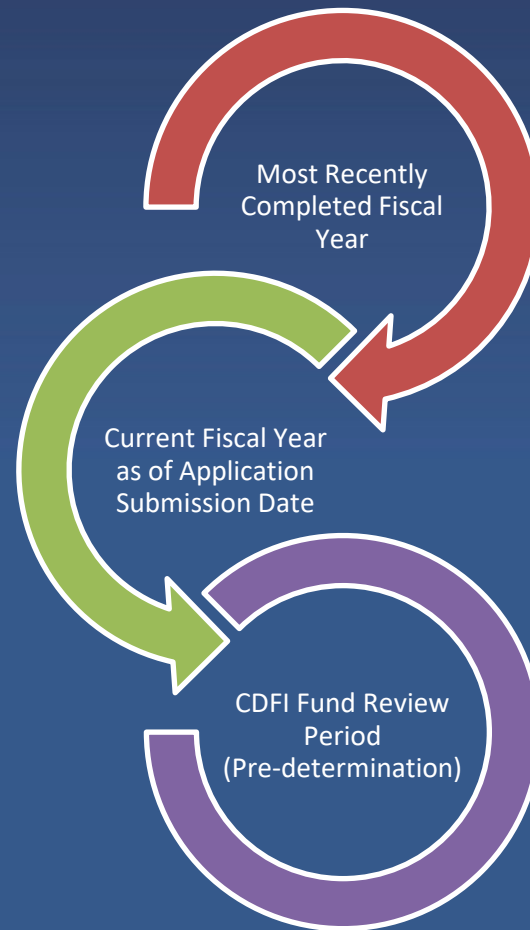 Most Recently
Completed Fiscal
Year
Current Fiscal Year
as of Application
Submission Date
CDFI Fund Review
Period
(Pre-determination)